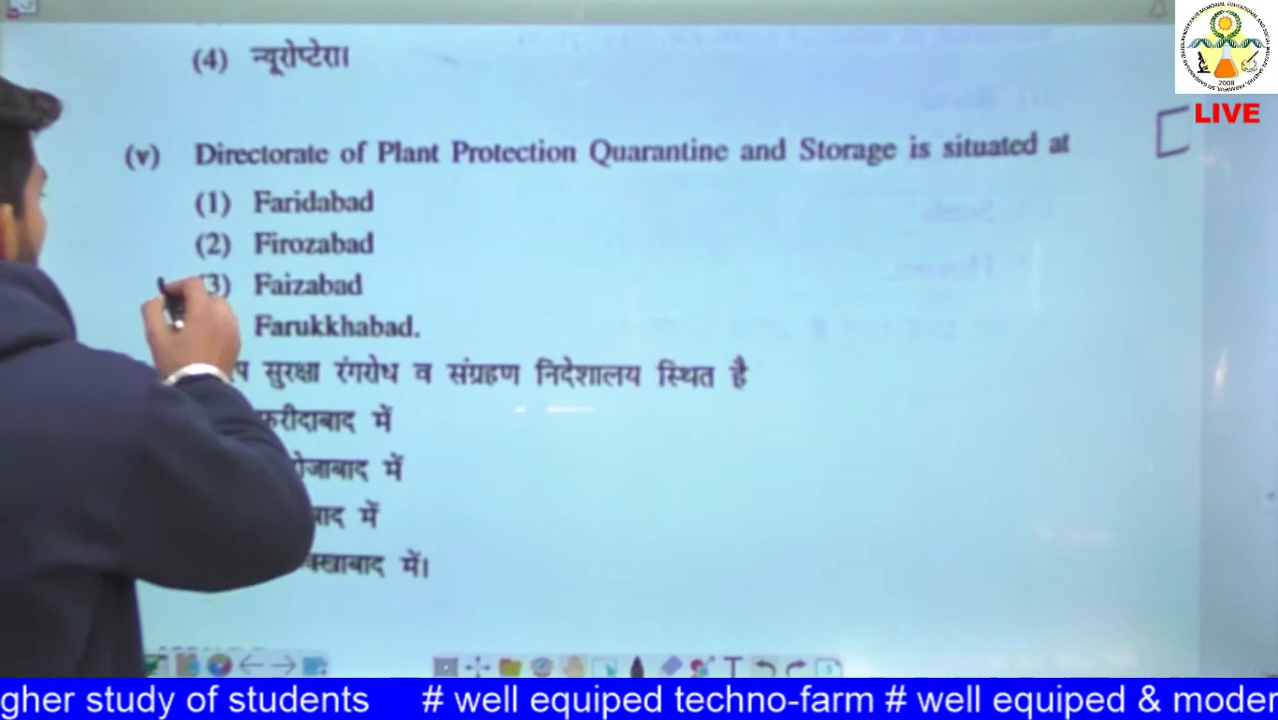 (4) न्यूरोप्टेरा।
LIVE
2008
(v) Directorate of Plant Protection Quarantine and Storage is situated at
(1) Faridabad
(2) Firozabad
3) Faizabad
Farukkhabad.
सुरक्षा रंगरोध व संग्रहण निदेशालय स्थित है
फरीदाबाद में
में
में
में।
gher study of students # well equiped techno-farm # well equiped & moder